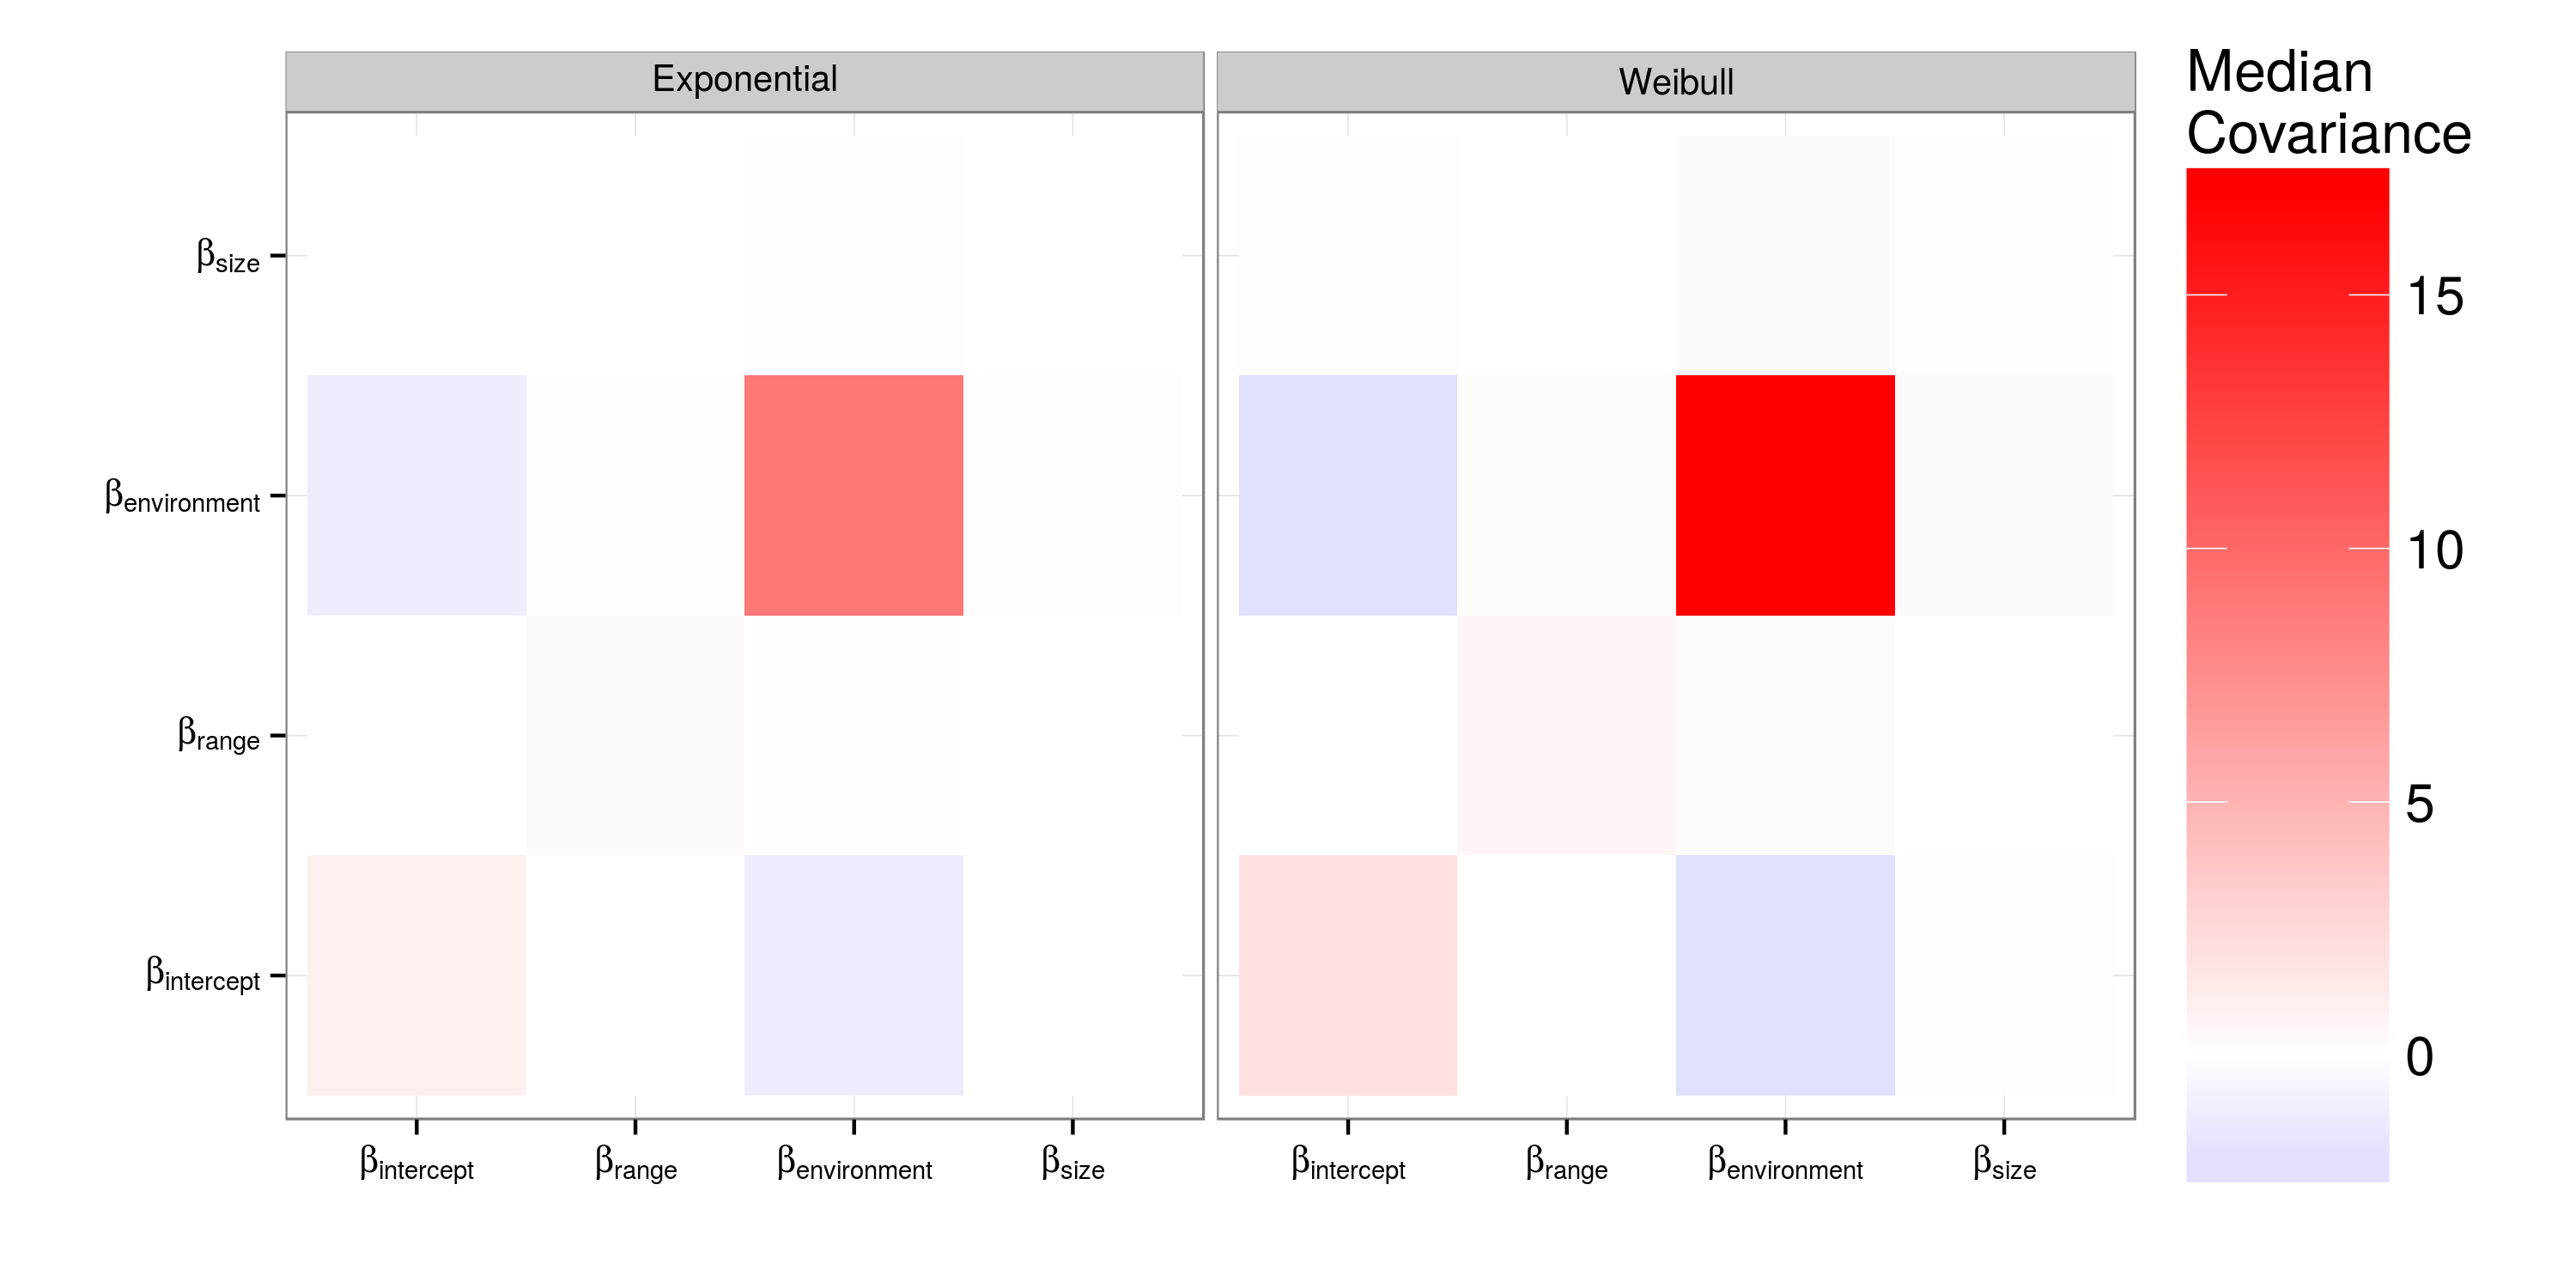 Exponential
Weibull
Median
Covariance
15
10
5
0
βsize
βenvironment
βrange
βintercept
βintercept βrange βenvironment βsize
βintercept βrange βenvironment βsize